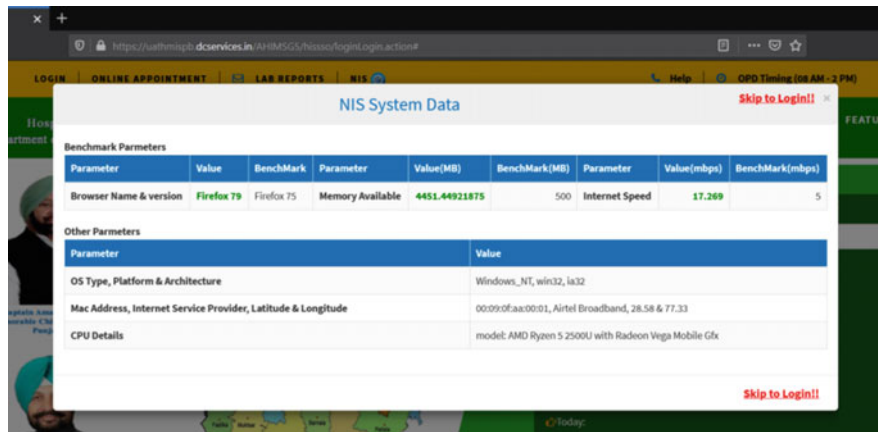 https://uathmispb.dcservices.in/AHIMSG5/hissso/loginLogin.action#
LOGIN ONLINE APPOINTMENT LAB REPORTS NIS Help OPD Timing (08 AM - 2 PM)
NIS System Data
Skip to Login!! ×
Benchmark Parmeters
Parameter Value BenchMark Parameter Value(MB) BenchMark(MB) Parameter Value(mbps) BenchMark(mbps)
Browser Name & version Firefox 79 Firefox 75 Memory Available 4451.44921875 500 Internet Speed 17.269 5
Other Parmeters
Parameter Value
OS Type, Platform & Architecture Windows_NT, win32, ia32
Mac Address, Internet Service Provider, Latitude & Longitude 00:09:0f:aa:00:01, Airtel Broadband, 28.58 & 77.33
CPU Details model: AMD Ryzen 5 2500U with Radeon Vega Mobile Gfx
Skip to Login!!
Today: